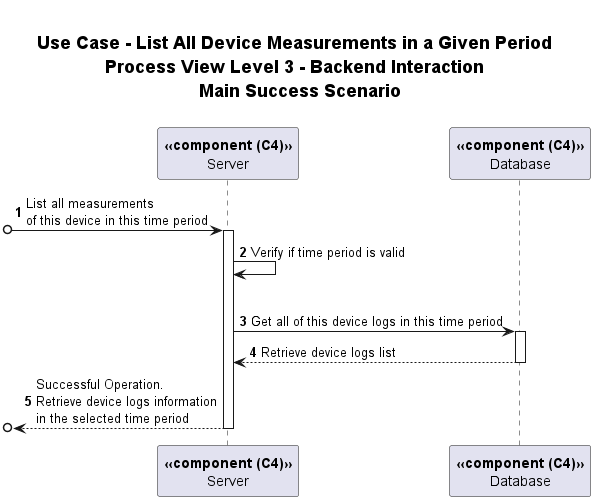 Use Case - List All Device Measurements in a Given Period
Process View Level 3 - Backend Interaction
Main Success Scenario
«component (C4)»
Server
«component (C4)»
Database
1 List all measurements
of this device in this time period
2 Verify if time period is valid
3 Get all of this device logs in this time period
4 Retrieve device logs list
Successful Operation.
5 Retrieve device logs information
in the selected time period
«component (C4)»
Server
«component (C4)»
Database